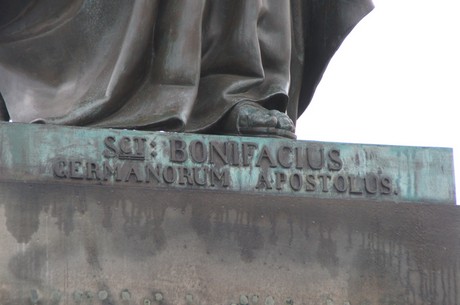 SCT: BONIFACIUS
GERMANORUM APOSTOLUS.